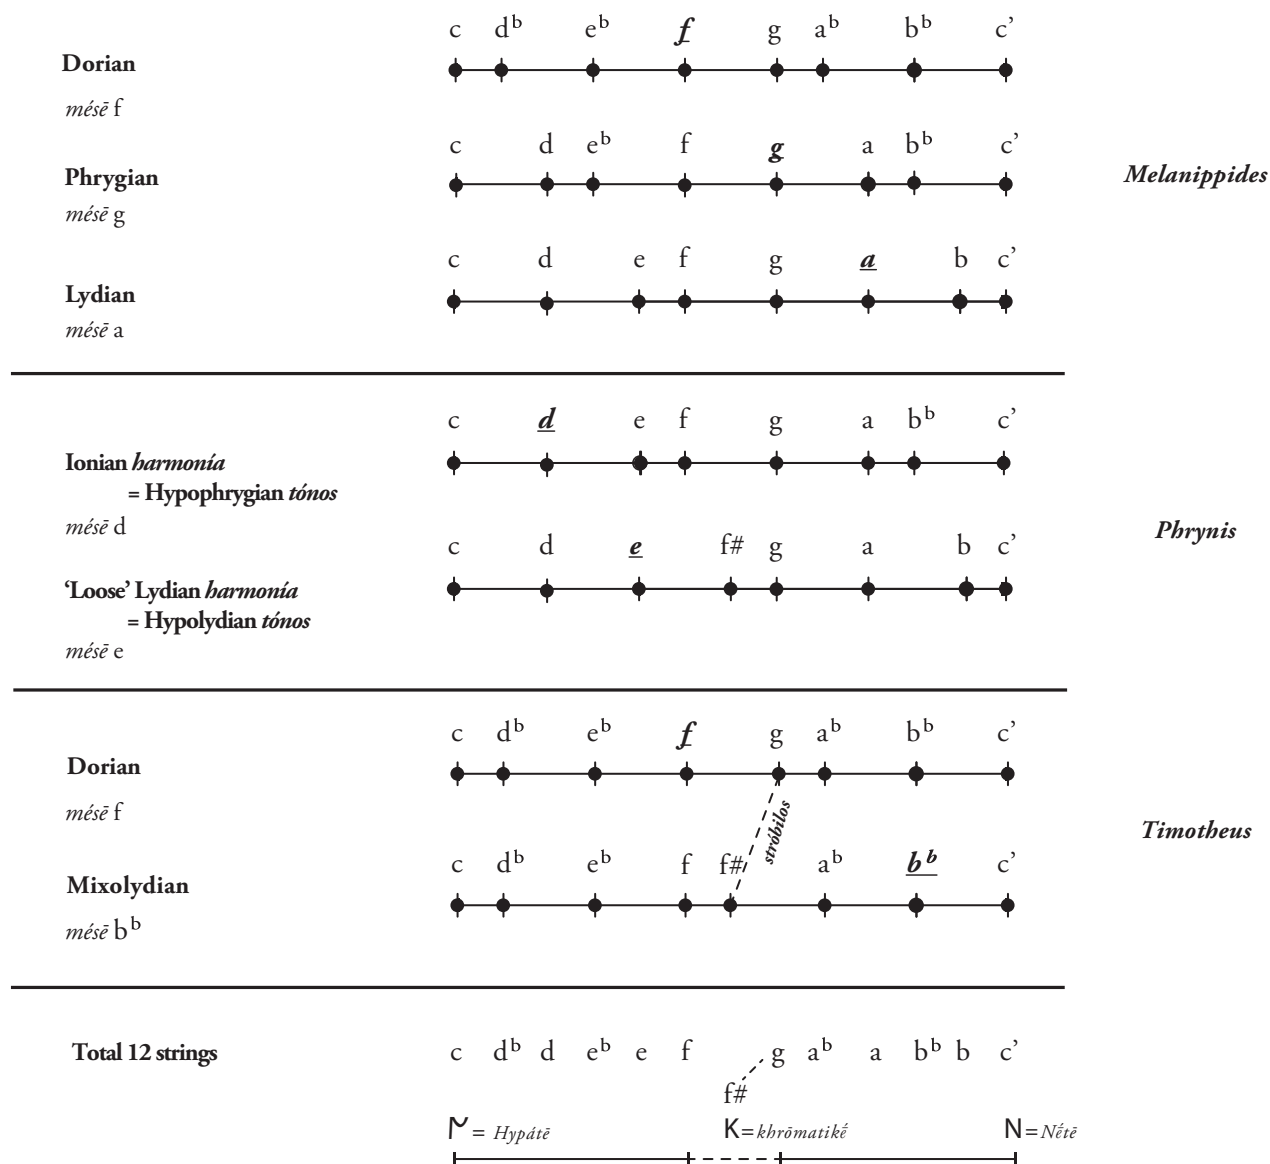 c d♭ e♭ f g a♭ b♭ c’
Dorian
mésē f
c d e♭ f g a b♭ c’
Phrygian
Melanippides
mésē g
c d e f g a b c’
Lydian
mésē a
c d e f g a b♭ c’
Ionian harmonía
= Hypophrygian tónos
mésē d
Phrynis
c d e f# g a b c’
‘Loose’ Lydian harmonía
= Hypolydian tónos
mésē e
c d♭ e♭ f g a♭ b♭ c’
Dorian
mésē f
stróbilos
Timotheus
c d♭ e♭ f f# a♭ b♭ c’
Mixolydian
mésē b♭
Total 12 strings
c d♭ d e♭ e f g a♭ a b♭ b c’
f#
= Hypátē K=khrōmatikḗ N=Nḗtē